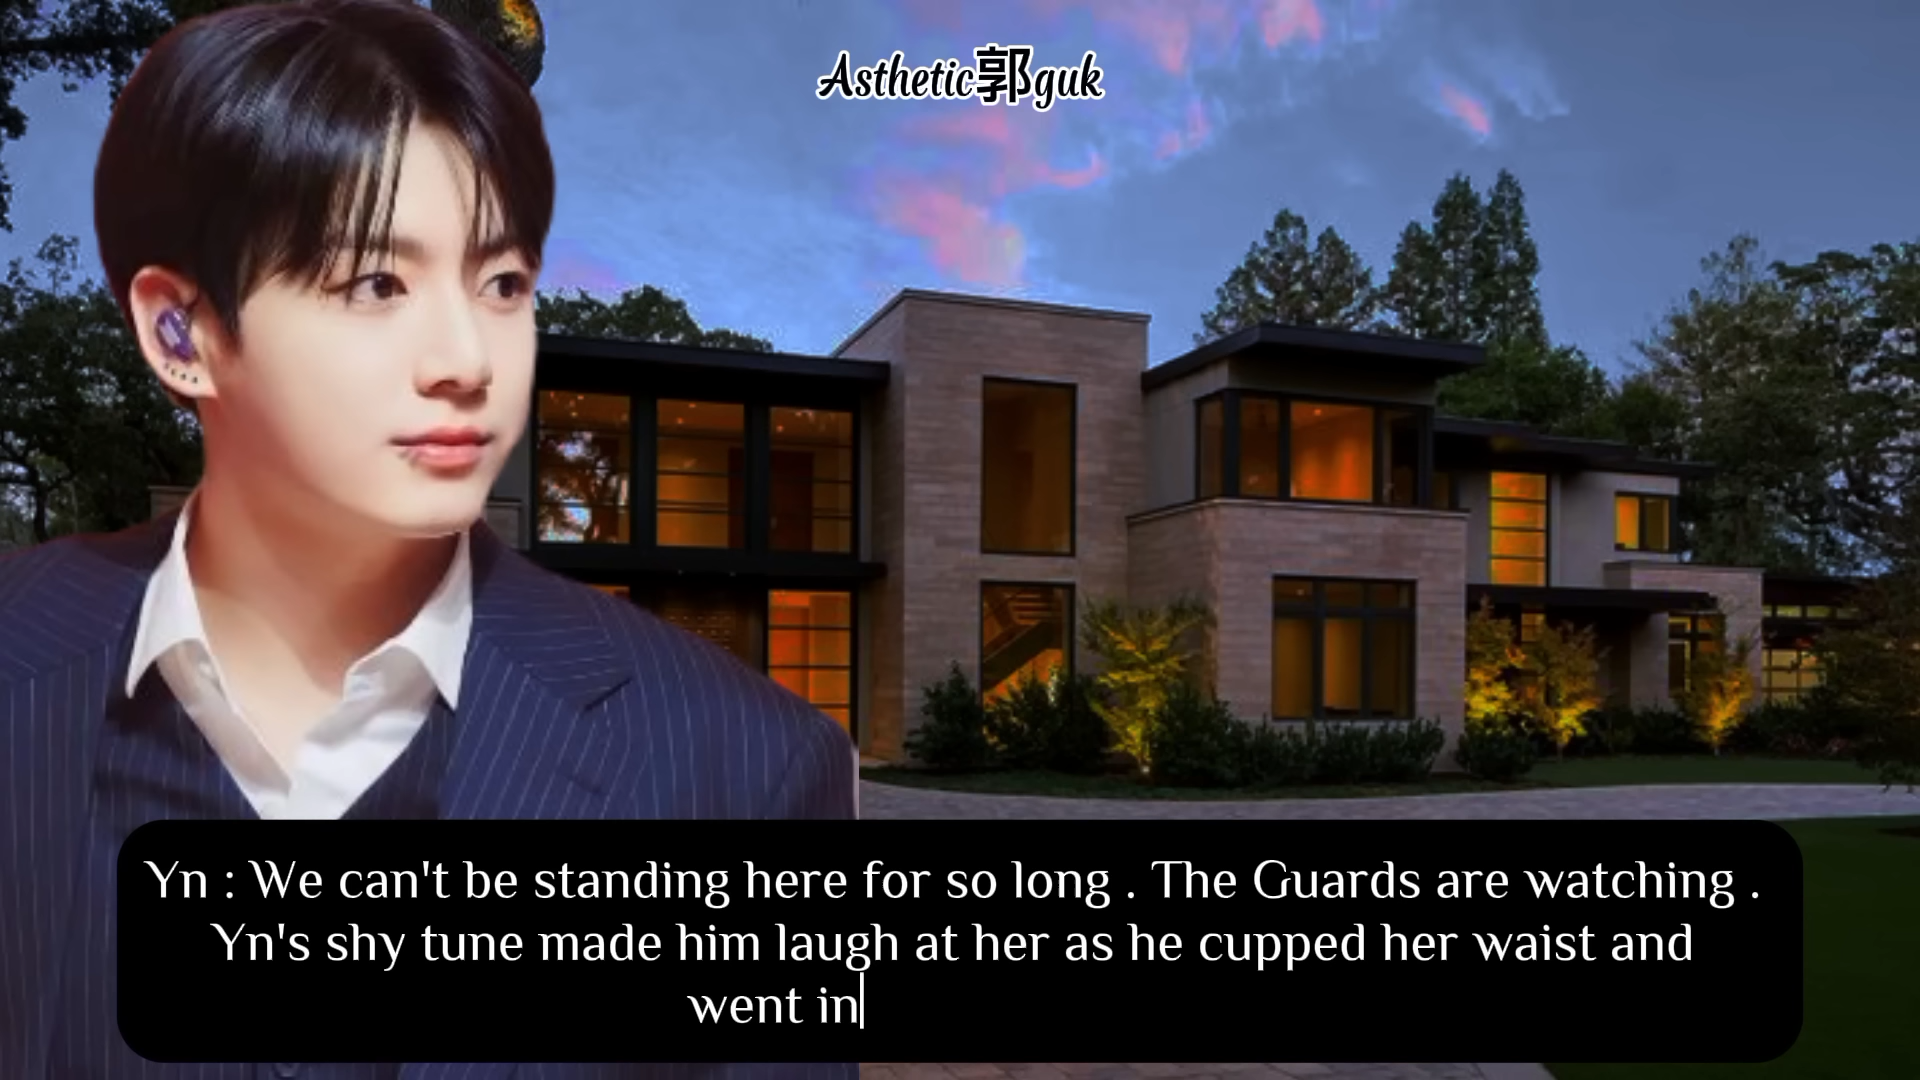 Asthetic郭guk
Yn : We can't be standing here for so long . The Guards are watching .
Yn's shy tune made him laugh at her as he cupped her waist and
went in